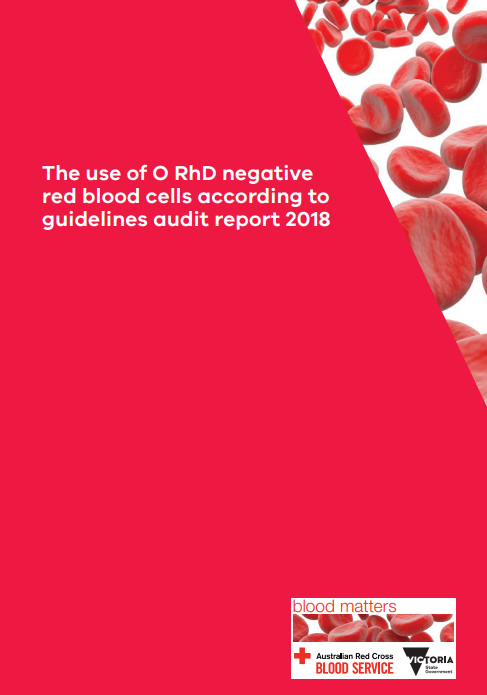 The use of O RhD negative
red blood cells according to
guidelines audit report 2018
blood matters
Australian Red Cross
BLOOD SERVICE
VICTORIA
State
Government